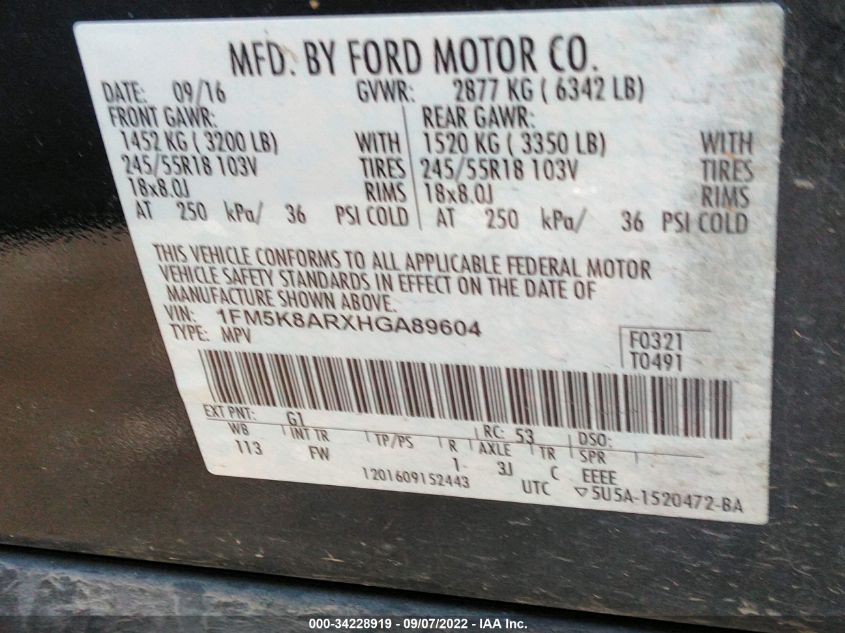 MFD. BY FORD MOTOR CO.
DATE: 09/16 GVWR: 2877 KG ( 6342 LB)
FRONT GAWR: REAR GAWR:
1452 KG ( 3200 LB) WITH 1520 KG ( 3350 LB) WITH
245/55R18 103V TIRES 245/55R18 103V TIRES
18x8.0J RIMS 18x8.0J RIMS
AT 250 kPa/ 36 PSI COLD AT 250 kPa/ 36 PSI COLD
THIS VEHICLE CONFORMS TO ALL APPLICABLE FEDERAL MOTOR
VEHICLE SAFETY STANDARDS IN EFFECT ON THE DATE OF
MANUFACTURE SHOWN ABOVE.
VIN: 1FM5K8ARXHGA89604
TYPE: MPV
F0321
T0491
EXT PNT: G1 RC: 53 DSO:
WB INT TR TP/PS R AXLE TR SPR
113 FW 1- 3J C EEEE
1201609152443 UTC ▽5U5A-1520472-BA
000-34228919 - 09/07/2022 - IAA Inc.